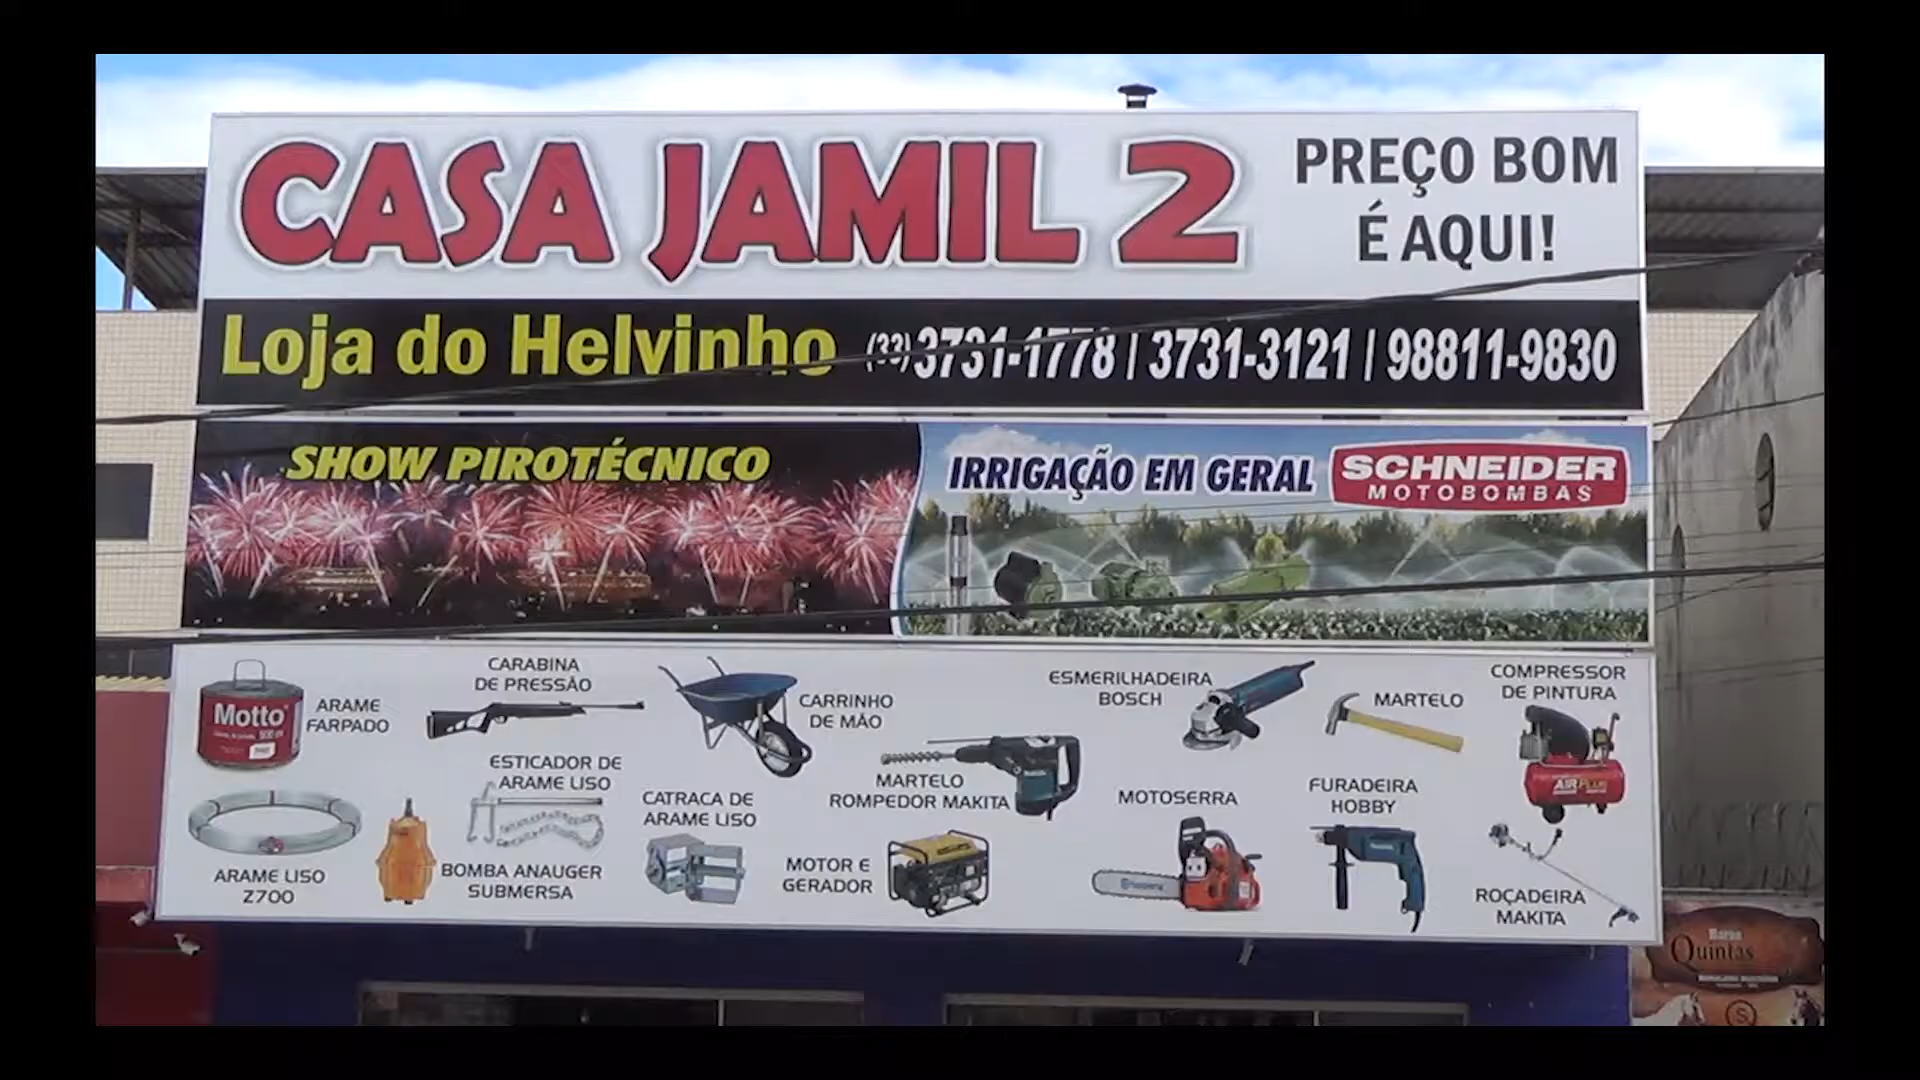 CASA JAMIL 2
PREÇO BOM
É AQUI!
Loja do Helvinho (33) 3731-1778 / 3731-3121 / 98811-9830
SHOW PIROTÉCNICO
IRRIGAÇÃO EM GERAL
SCHNEIDER
MOTOBOMBAS
Motto
ARAME
FARPADO
CARABINA
DE PRESSÃO
CARRINHO
DE MÃO
ESMERILHADEIRA
BOSCH
MARTELO
COMPRESSOR
DE PINTURA
AIR PLUS
ESTICADOR DE
ARAME LISO
MARTELO
ROMPEDOR MAKITA
CATRACA DE
ARAME LISO
MOTOSERRA
FURADEIRA
HOBBY
ARAME LISO
Z700
BOMBA ANAUGER
SUBMERSA
MOTOR E
GERADOR
Husqvarna
ROÇADEIRA
MAKITA
Quintas